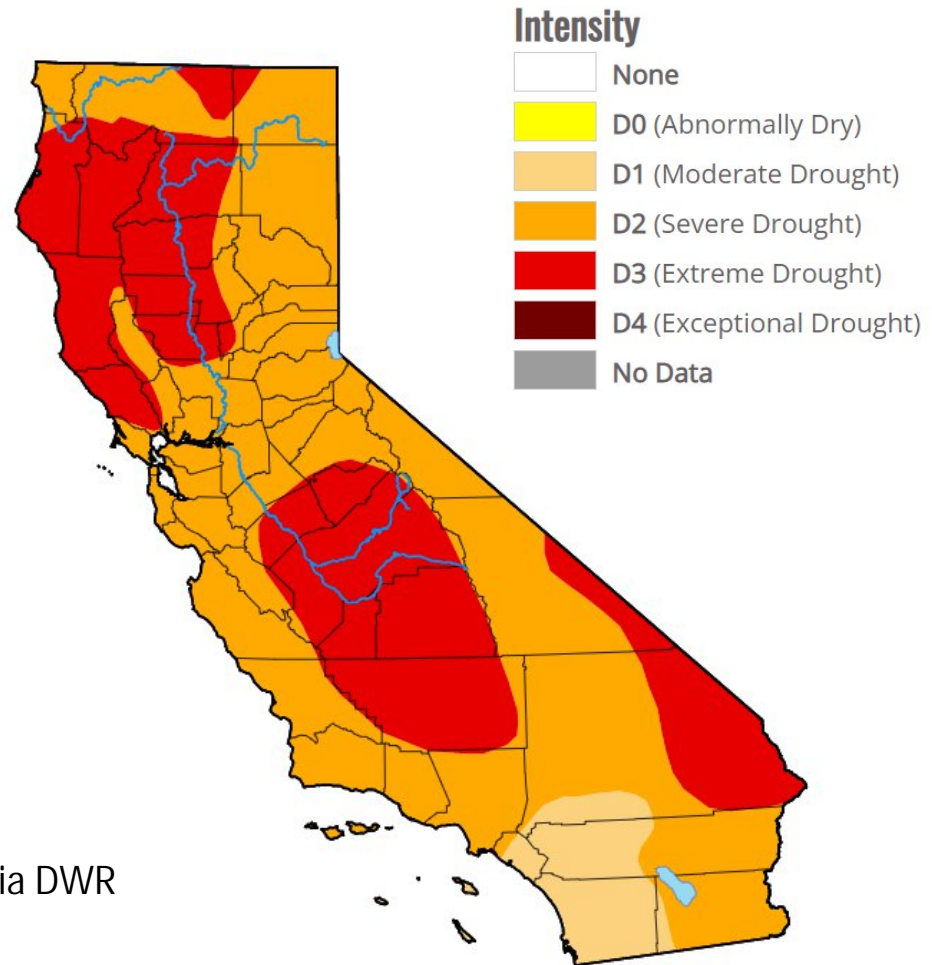 Intensity
None
D0 (Abnormally Dry)
D1 (Moderate Drought)
D2 (Severe Drought)
D3 (Extreme Drought)
D4 (Exceptional Drought)
No Data
ia DWR